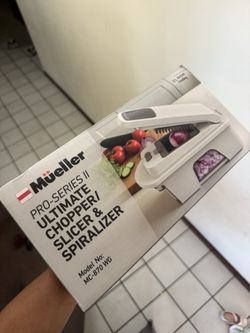 Mueller
PRO-SERIES II
ULTIMATE
CHOPPER/
SLICER &
SPIRALIZER
Model No:
MC-870 WG